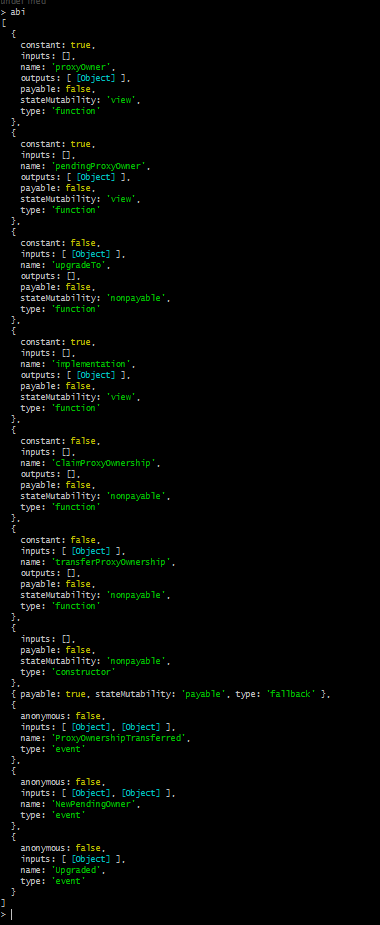 undefined
> abi
[
  {
    constant: true,
    inputs: [],
    name: 'proxyOwner',
    outputs: [ [Object] ],
    payable: false,
    stateMutability: 'view',
    type: 'function'
  },
  {
    constant: true,
    inputs: [],
    name: 'pendingProxyOwner',
    outputs: [ [Object] ],
    payable: false,
    stateMutability: 'view',
    type: 'function'
  },
  {
    constant: false,
    inputs: [ [Object] ],
    name: 'upgradeTo',
    outputs: [],
    payable: false,
    stateMutability: 'nonpayable',
    type: 'function'
  },
  {
    constant: true,
    inputs: [],
    name: 'implementation',
    outputs: [ [Object] ],
    payable: false,
    stateMutability: 'view',
    type: 'function'
  },
  {
    constant: false,
    inputs: [],
    name: 'claimProxyOwnership',
    outputs: [],
    payable: false,
    stateMutability: 'nonpayable',
    type: 'function'
  },
  {
    constant: false,
    inputs: [ [Object] ],
    name: 'transferProxyOwnership',
    outputs: [],
    payable: false,
    stateMutability: 'nonpayable',
    type: 'function'
  },
  {
    inputs: [],
    payable: false,
    stateMutability: 'nonpayable',
    type: 'constructor'
  },
  { payable: true, stateMutability: 'payable', type: 'fallback' },
  {
    anonymous: false,
    inputs: [ [Object], [Object] ],
    name: 'ProxyOwnershipTransferred',
    type: 'event'
  },
  {
    anonymous: false,
    inputs: [ [Object], [Object] ],
    name: 'NewPendingOwner',
    type: 'event'
  },
  {
    anonymous: false,
    inputs: [ [Object] ],
    name: 'Upgraded',
    type: 'event'
  }
]
>